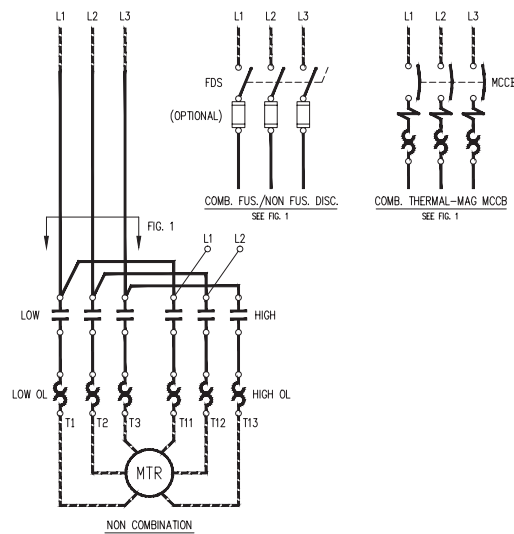 L1 L2 L3
L1 L2 L3
L1 L2 L3
FDS
(OPTIONAL)
MCCB
COMB. FUS./NON FUS. DISC.
SEE FIG. 1
COMB. THERMAL-MAG MCCB
SEE FIG. 1
FIG. 1
L1 L2
LOW
HIGH
LOW OL
HIGH OL
T1 T2 T3 T11 T12 T13
MTR
NON COMBINATION